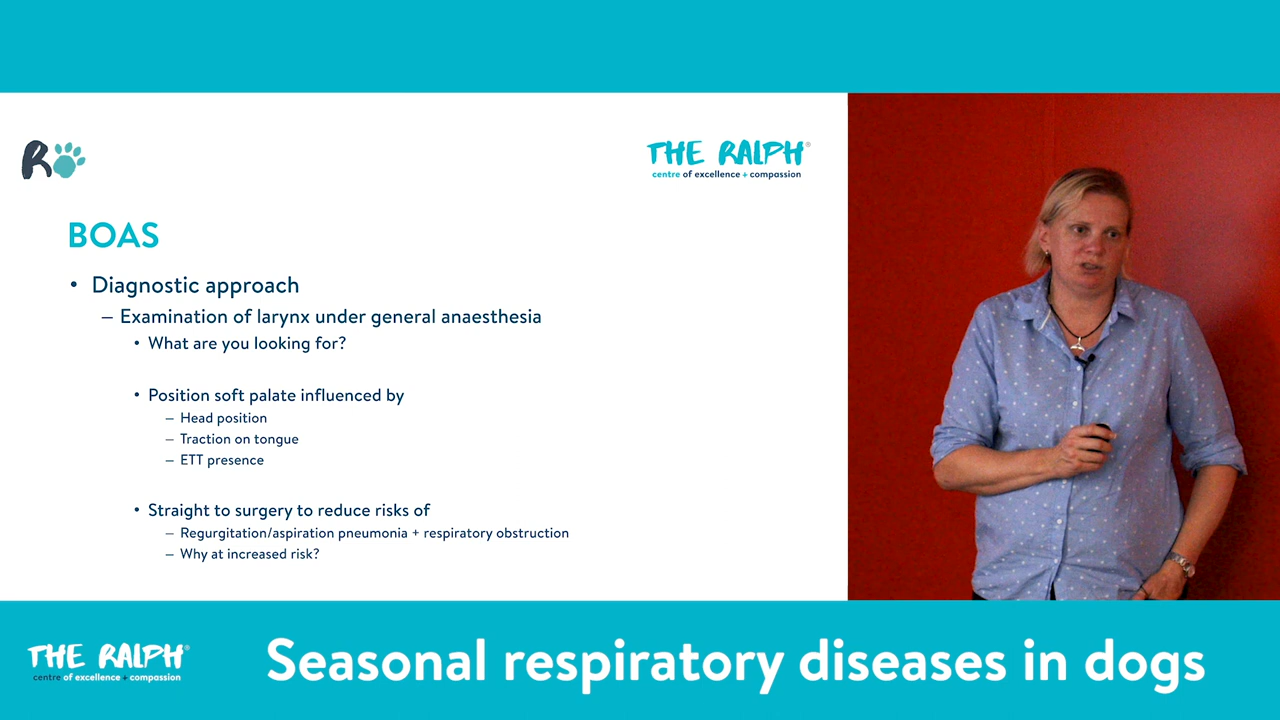 R
THE RALPH®
centre of excellence + compassion
BOAS
• Diagnostic approach
– Examination of larynx under general anaesthesia
• What are you looking for?
• Position soft palate influenced by
– Head position
– Traction on tongue
– ETT presence
• Straight to surgery to reduce risks of
– Regurgitation/aspiration pneumonia + respiratory obstruction
– Why at increased risk?
THE RALPH®
centre of excellence + compassion
Seasonal respiratory diseases in dogs